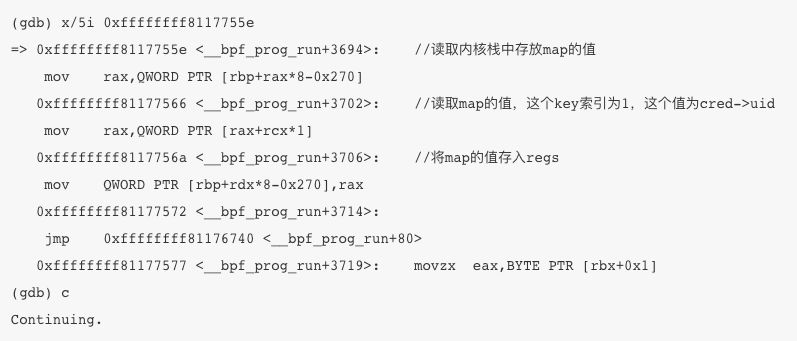 (gdb) x/5i 0xffffffff8117755e
=> 0xffffffff8117755e <__bpf_prog_run+3694>:    //读取内核栈中存放map的值
    mov    rax,QWORD PTR [rbp+rax*8-0x270]
   0xffffffff81177566 <__bpf_prog_run+3702>:    //读取map的值，这个key索引为1，这个值为cred->uid
    mov    rax,QWORD PTR [rax+rcx*1]
   0xffffffff8117756a <__bpf_prog_run+3706>:    //将map的值存入regs
    mov    QWORD PTR [rbp+rdx*8-0x270],rax
   0xffffffff81177572 <__bpf_prog_run+3714>:
    jmp    0xffffffff81176740 <__bpf_prog_run+80>
   0xffffffff81177577 <__bpf_prog_run+3719>:    movzx  eax,BYTE PTR [rbx+0x1]
(gdb) c
Continuing.